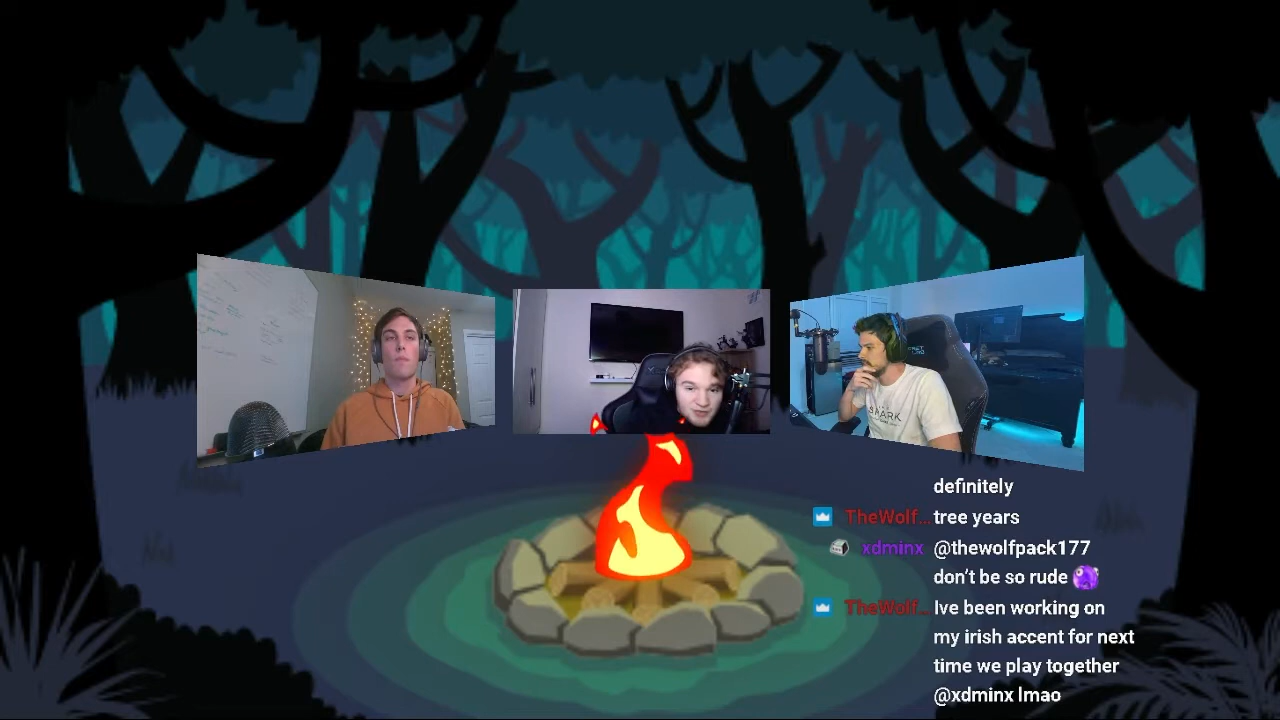 definitely
TheWolf... tree years
xdminx @thewolfpack177
don't be so rude
TheWolf... Ive been working on
my irish accent for next
time we play together
@xdminx lmao